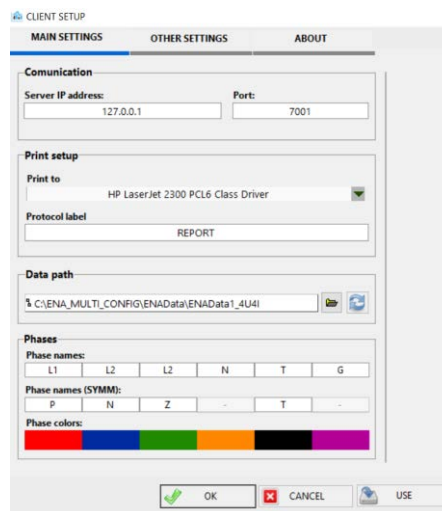 CLIENT SETUP
MAIN SETTINGS OTHER SETTINGS ABOUT
Comunication
Server IP address: Port:
127.0.0.1 7001
Print setup
Print to
HP LaserJet 2300 PCL6 Class Driver
Protocol label
REPORT
Data path
C:\ENA_MULTI_CONFIG\ENAData\ENAData1_4U4I
Phases
Phase names:
L1 L2 L2 N T G
Phase names (SYMM):
P N Z - T -
Phase colors:
OK CANCEL USE